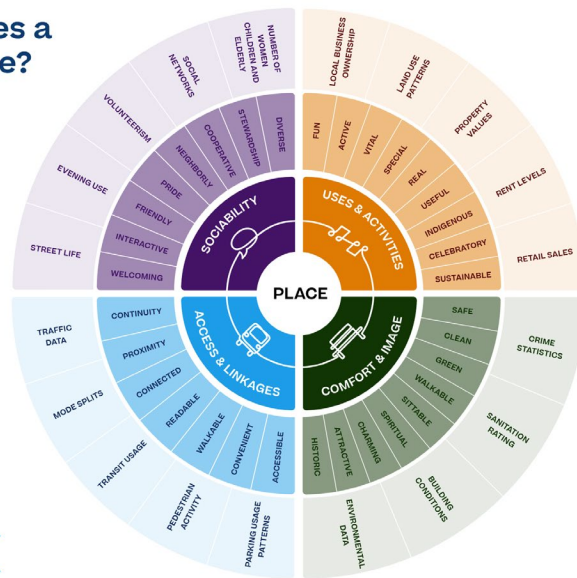 es a
e?
NUMBER OF
WOMEN
CHILDREN AND
ELDERLY
SOCIAL
NETWORKS
VOLUNTEERISM
EVENING USE
STREET LIFE
LOCAL BUSINESS
OWNERSHIP
LAND USE
PATTERNS
PROPERTY
VALUES
RENT LEVELS
RETAIL SALES
DIVERSE
STEWARDSHIP
COOPERATIVE
NEIGHBORLY
PRIDE
FRIENDLY
INTERACTIVE
WELCOMING
FUN
ACTIVE
VITAL
SPECIAL
REAL
USEFUL
INDIGENOUS
CELEBRATORY
SUSTAINABLE
SOCIABILITY
USES & ACTIVITIES
PLACE
ACCESS & LINKAGES
COMFORT & IMAGE
CONTINUITY
PROXIMITY
CONNECTED
READABLE
WALKABLE
CONVENIENT
ACCESSIBLE
SAFE
CLEAN
GREEN
WALKABLE
SITTABLE
SPIRITUAL
CHARMING
ATTRACTIVE
HISTORIC
TRAFFIC
DATA
MODE SPLITS
TRANSIT USAGE
PEDESTRIAN
ACTIVITY
PARKING USAGE
PATTERNS
CRIME
STATISTICS
SANITATION
RATING
BUILDING
CONDITIONS
ENVIRONMENTAL
DATA